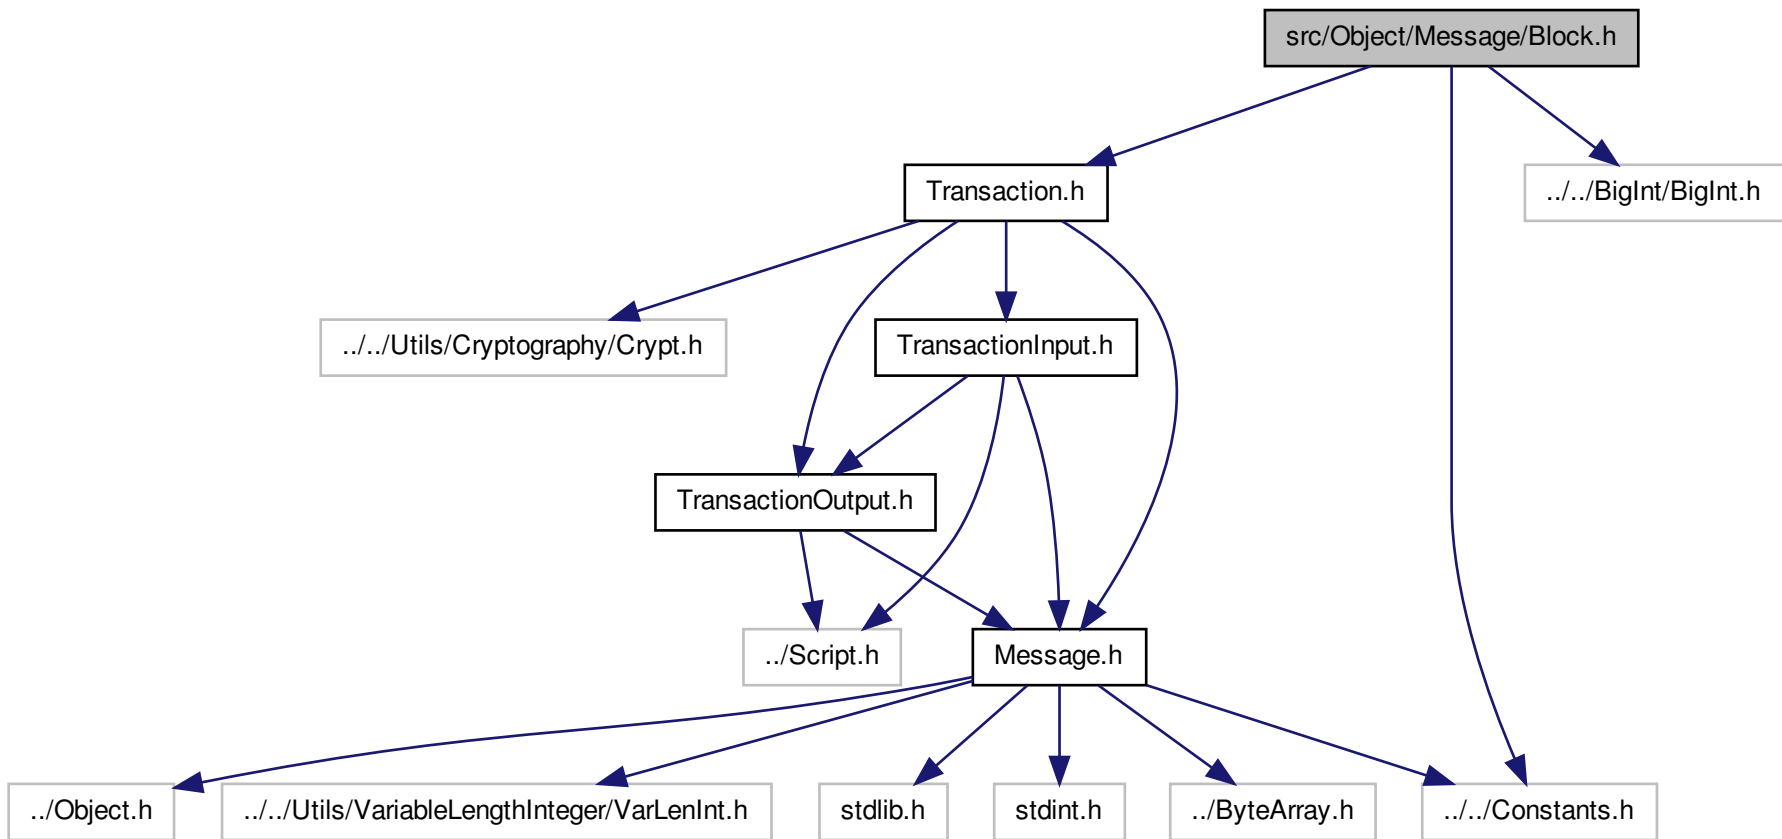 src/Object/Message/Block.h
Transaction.h
../../BigInt/BigInt.h
../../Utils/Cryptography/Crypt.h
TransactionInput.h
TransactionOutput.h
../Script.h
Message.h
../Object.h
../../Utils/VariableLengthInteger/VarLenInt.h
stdlib.h
stdint.h
../ByteArray.h
../../Constants.h